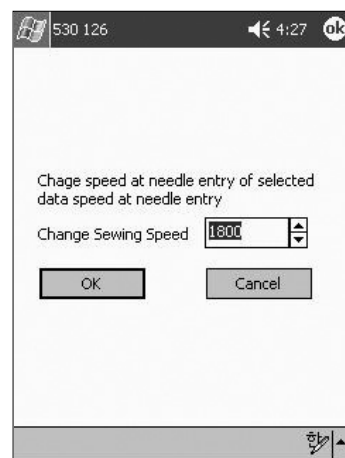 530 126 4:27 ok
Chage speed at needle entry of selected
data speed at needle entry
Change Sewing Speed 1800
OK Cancel
한